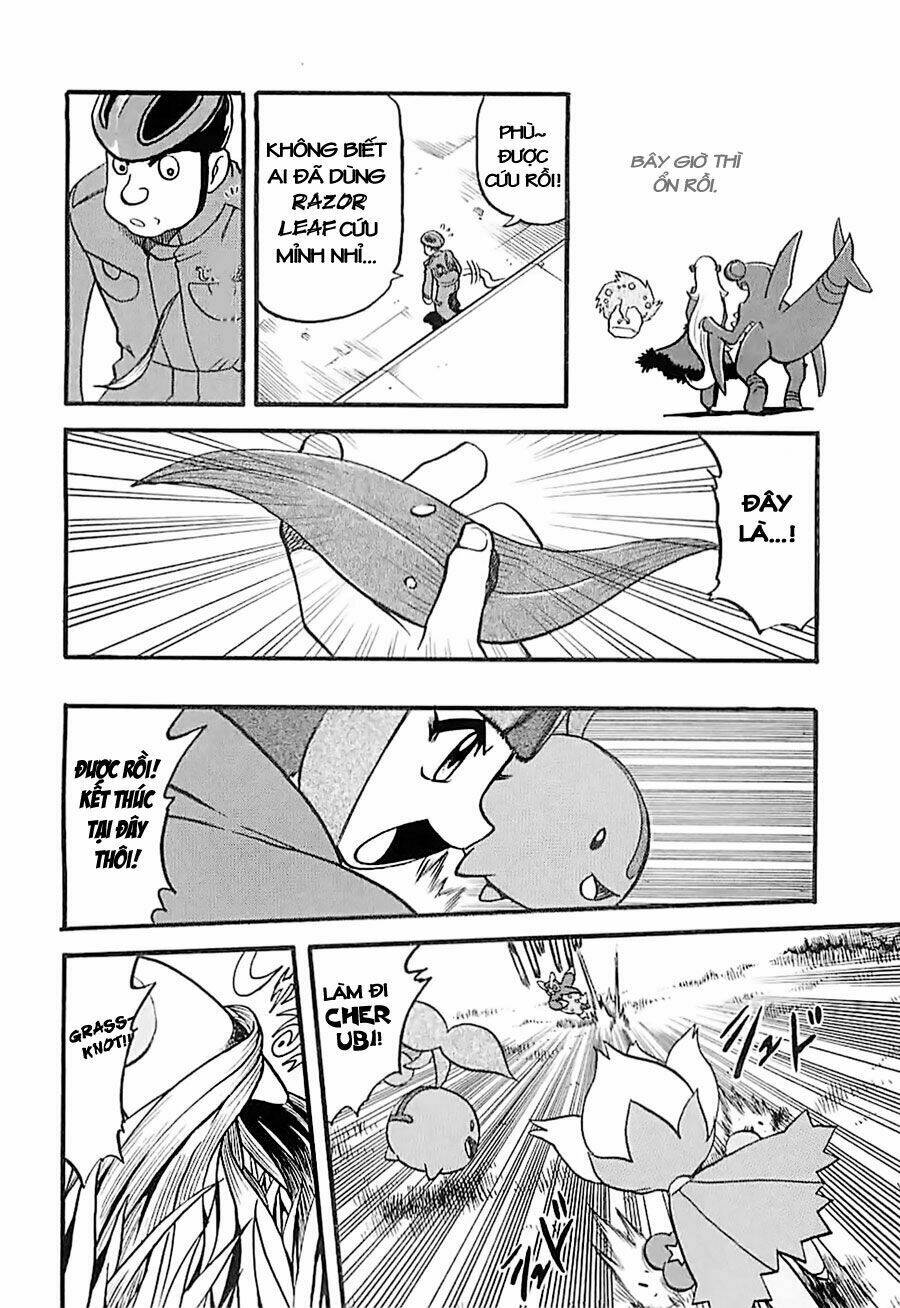 BÂY GIỜ THÌ
ỔN RỒI.
PHÙ~
ĐƯỢC
CỨU RỒI!
KHÔNG BIẾT
AI ĐÃ DÙNG
RAZOR
LEAF CỨU
MỈNH NHỈ...
ĐÂY
LÀ...!
ĐƯỢC RỒI!
KẾT THÚC
TẠI ĐÂY
THÔI!
LÀM ĐI
CHER
UBI!
GRASS
KNOT!!